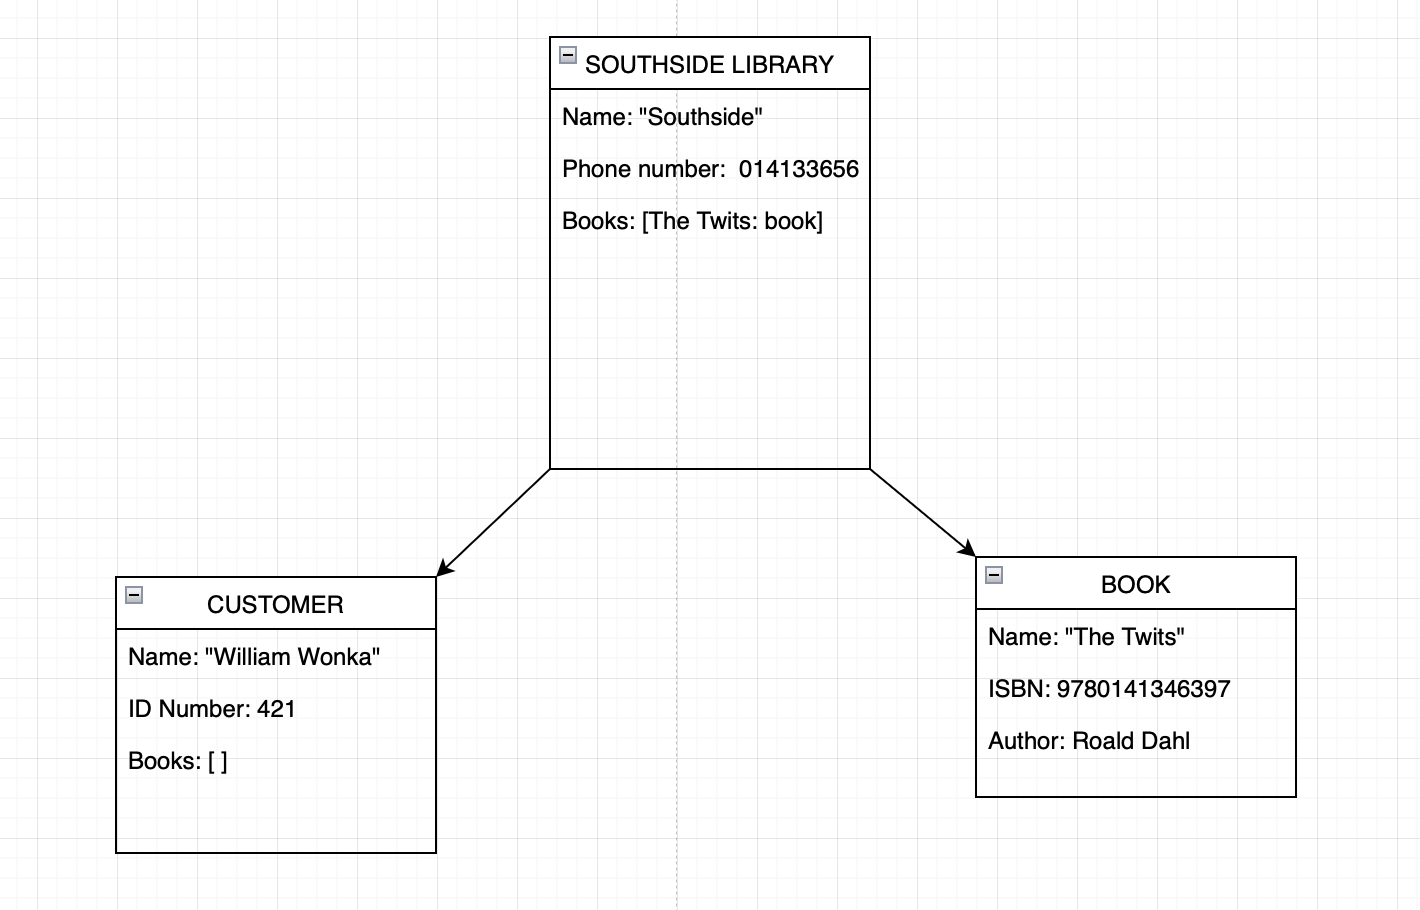 SOUTHSIDE LIBRARY
Name: "Southside"
Phone number:  014133656
Books: [The Twits: book]
CUSTOMER
Name: "William Wonka"
ID Number: 421
Books: [ ]
BOOK
Name: "The Twits"
ISBN: 9780141346397
Author: Roald Dahl